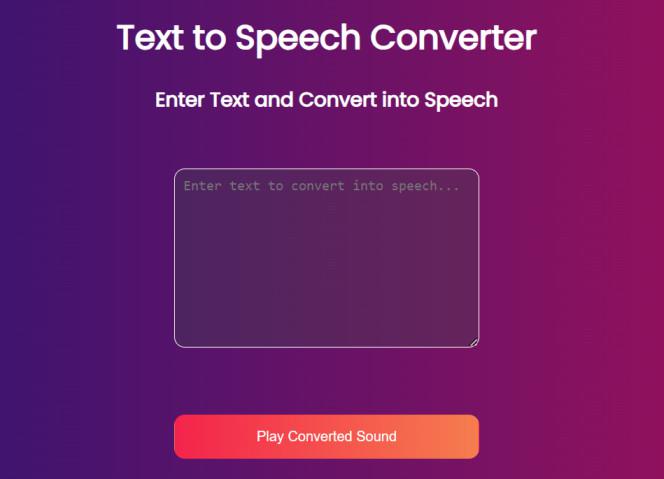 Text to Speech Converter
Enter Text and Convert into Speech
Enter text to convert into speech...
Play Converted Sound